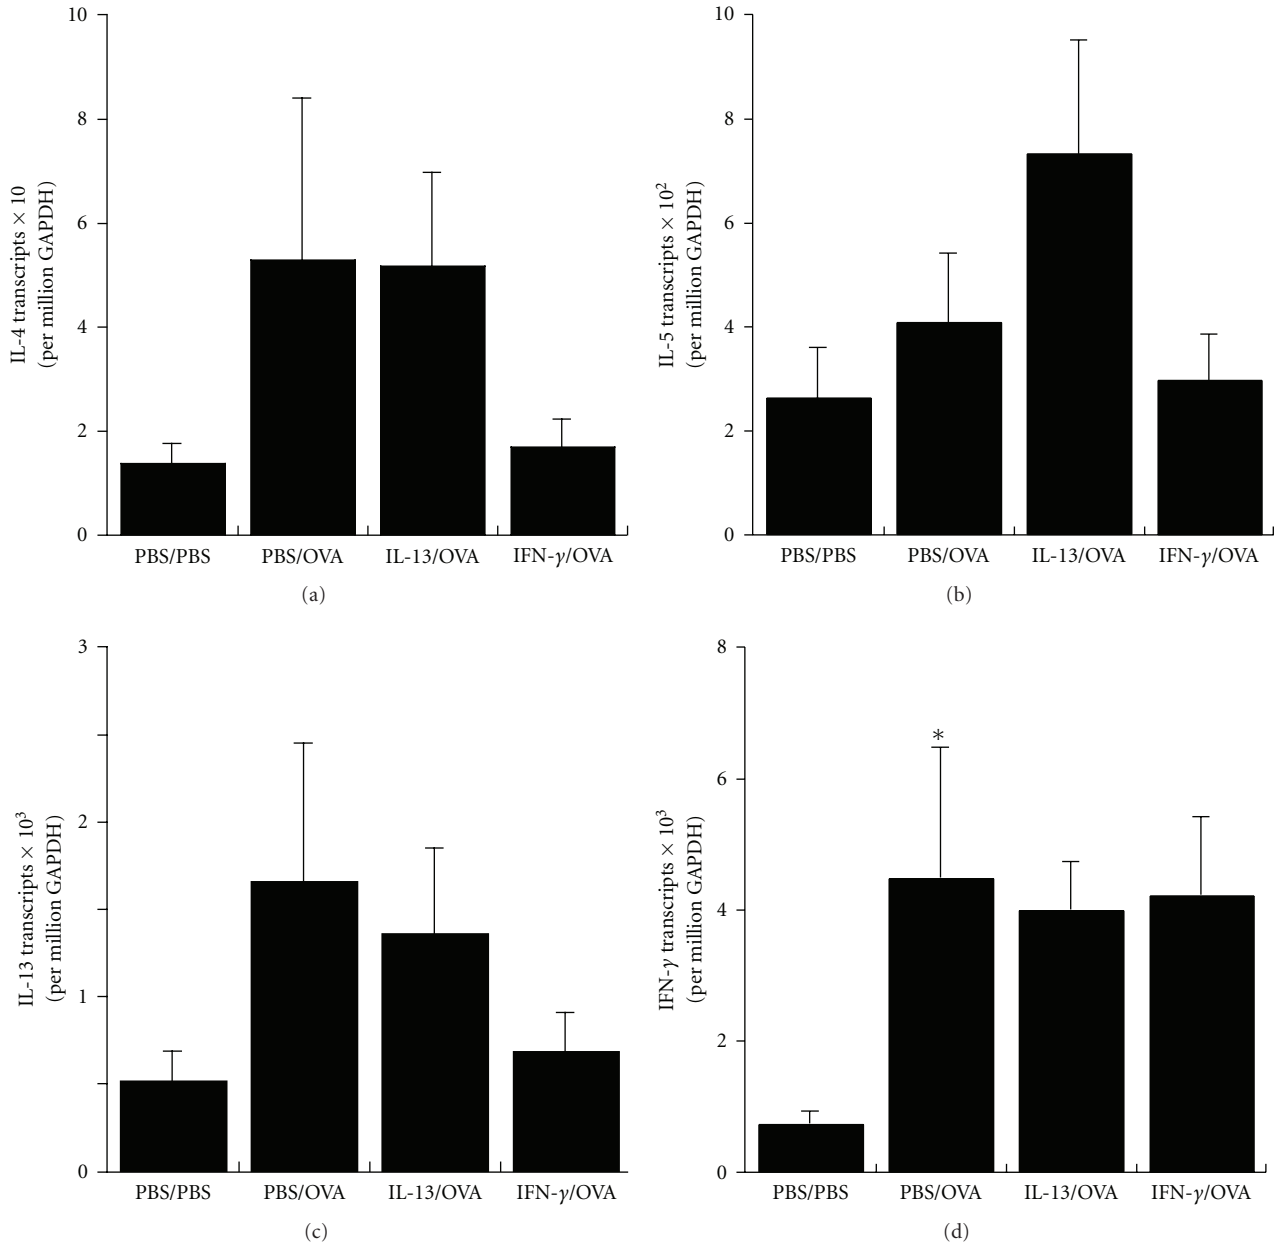 10
8
6
4
2
0
IL-4 transcripts × 10
(per million GAPDH)
PBS/PBS PBS/OVA IL-13/OVA IFN-γ/OVA
(a)
10
8
6
4
2
0
IL-5 transcripts × 10²
(per million GAPDH)
PBS/PBS PBS/OVA IL-13/OVA IFN-γ/OVA
(b)
3
2
1
0
IL-13 transcripts × 10³
(per million GAPDH)
PBS/PBS PBS/OVA IL-13/OVA IFN-γ/OVA
(c)
8
6
4
2
0
IFN-γ transcripts × 10³
(per million GAPDH)
*
PBS/PBS PBS/OVA IL-13/OVA IFN-γ/OVA
(d)